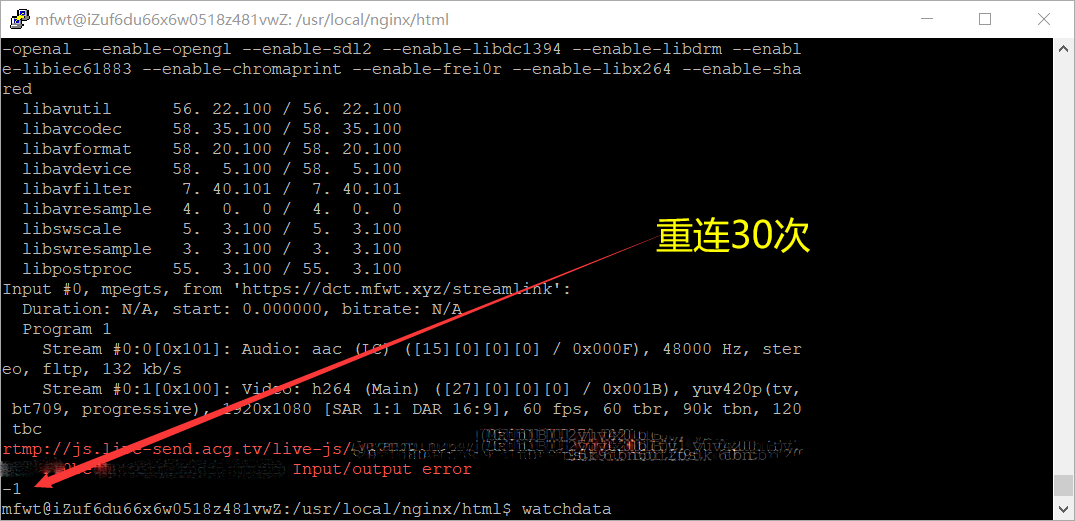 mfwt@iZuf6du66x6w0518z481vwZ: /usr/local/nginx/html
-openal --enable-opengl --enable-sdl2 --enable-libdc1394 --enable-libdrm --enabl
e-libiec61883 --enable-chromaprint --enable-frei0r --enable-libx264 --enable-sha
red
libavutil      56. 22.100 / 56. 22.100
libavcodec     58. 35.100 / 58. 35.100
libavformat    58. 20.100 / 58. 20.100
libavdevice    58.  5.100 / 58.  5.100
libavfilter     7. 40.101 /  7. 40.101
libavresample   4.  0.  0 /  4.  0.  0
libswscale      5.  3.100 /  5.  3.100
libswresample   3.  3.100 /  3.  3.100
libpostproc    55.  3.100 / 55.  3.100
重连30次
Input #0, mpegts, from 'https://dct.mfwt.xyz/streamlink':
Duration: N/A, start: 0.000000, bitrate: N/A
Program 1
Stream #0:0[0x101]: Audio: aac (LC) ([15][0][0][0] / 0x000F), 48000 Hz, ster
eo, fltp, 132 kb/s
Stream #0:1[0x100]: Video: h264 (Main) ([27][0][0][0] / 0x001B), yuv420p(tv,
bt709, progressive), 1920x1080 [SAR 1:1 DAR 16:9], 60 fps, 60 tbr, 90k tbn, 120
tbc
rtmp://js.live-send.acg.tv/live-js/
Input/output error
-1
mfwt@iZuf6du66x6w0518z481vwZ:/usr/local/nginx/html$ watchdata